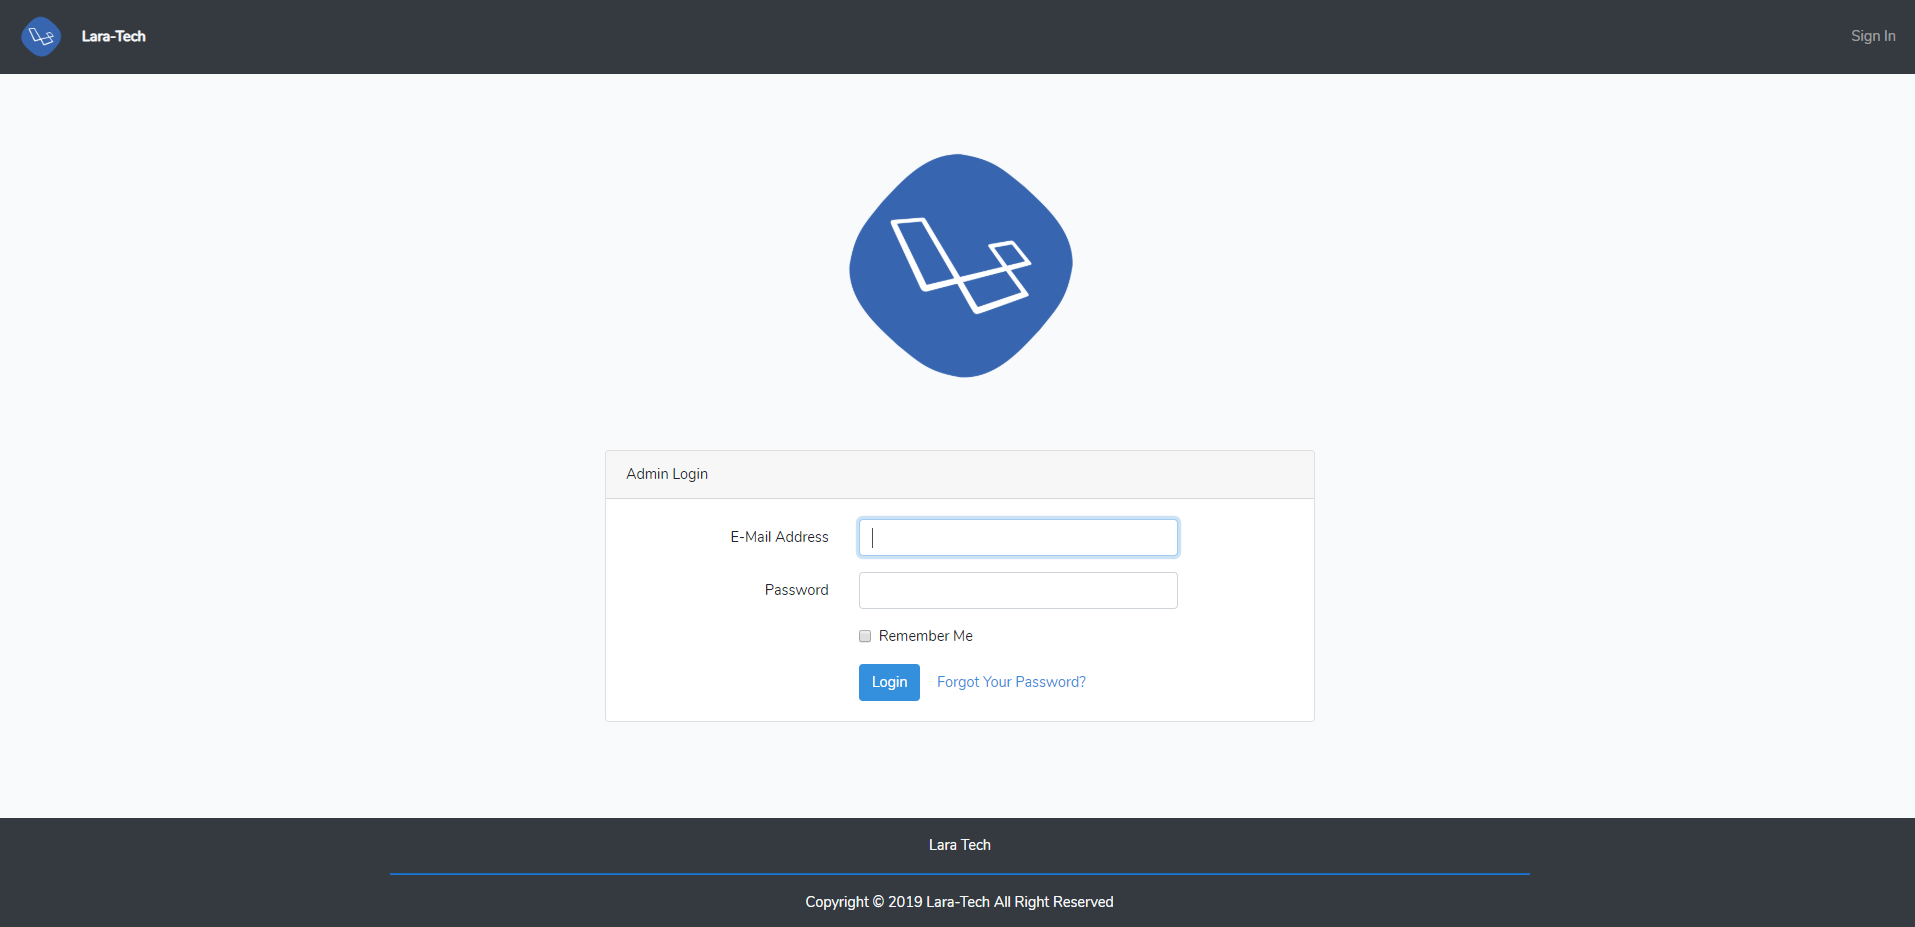 Lara-Tech
Sign In
Admin Login
E-Mail Address
Password
Remember Me
Login Forgot Your Password?
Lara Tech
Copyright © 2019 Lara-Tech All Right Reserved